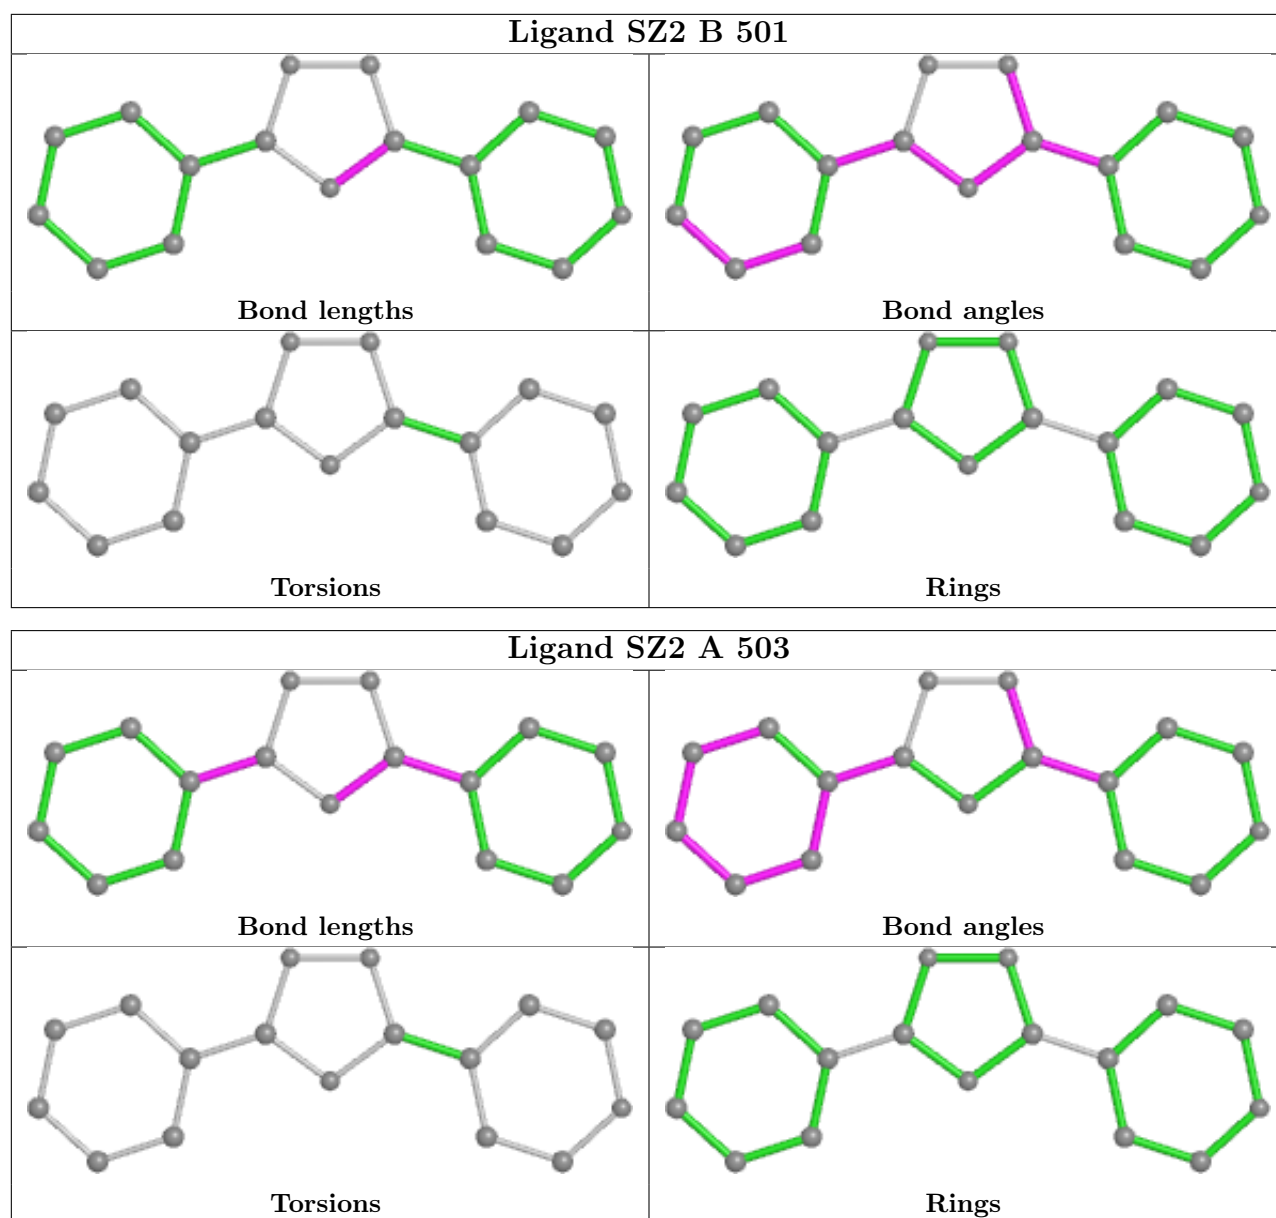 Ligand SZ2 B 501
Bond lengths
Bond angles
Torsions
Rings
Ligand SZ2 A 503
Bond lengths
Bond angles
Torsions
Rings